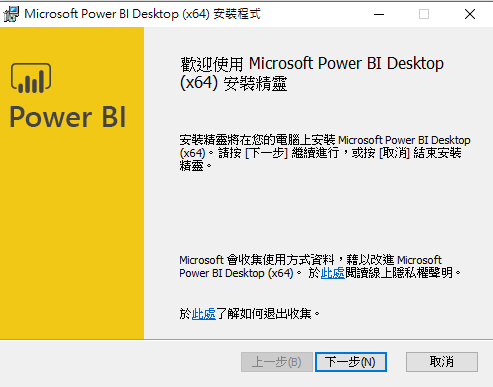 Microsoft Power BI Desktop (x64) 安裝程式
Power BI
歡迎使用 Microsoft Power BI Desktop
(x64) 安裝精靈
安裝精靈將在您的電腦上安裝 Microsoft Power BI Desktop
(x64)。請按 [下一步] 繼續進行，或按 [取消] 結束安裝
精靈。
Microsoft 會收集使用方式資料，藉以改進 Microsoft
Power BI Desktop (x64)。 於此處閱讀線上隱私權聲明。
於此處了解如何退出收集。
上一步(B)
下一步(N)
取消